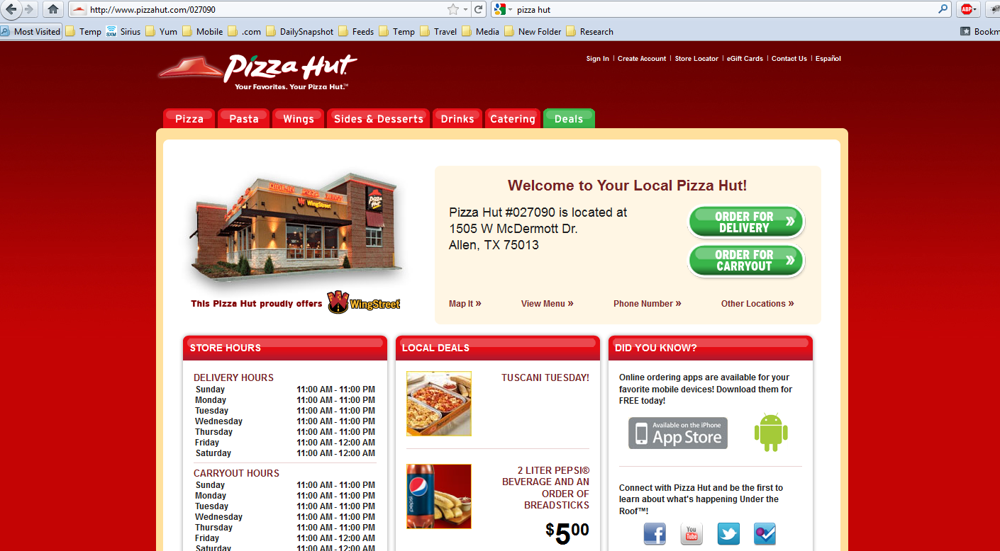 http://www.pizzahut.com/027090
pizza hut
ABP
Most Visited Temp SXM Sirius Yum Mobile .com DailySnapshot Feeds Temp Travel Media New Folder Research Bookm
Pizza Hut
Your Favorites. Your Pizza Hut.™
Sign In | Create Account | Store Locator | eGift Cards | Contact Us | Español
Pizza Pasta Wings Sides & Desserts Drinks Catering Deals
WingStreet
Pizza Hut
This Pizza Hut proudly offers WingStreet
Welcome to Your Local Pizza Hut!
Pizza Hut #027090 is located at
1505 W McDermott Dr.
Allen, TX 75013
ORDER FOR
DELIVERY »
ORDER FOR
CARRYOUT »
Map It » View Menu » Phone Number » Other Locations »
STORE HOURS
DELIVERY HOURS
Sunday 11:00 AM - 11:00 PM
Monday 11:00 AM - 11:00 PM
Tuesday 11:00 AM - 11:00 PM
Wednesday 11:00 AM - 11:00 PM
Thursday 11:00 AM - 11:00 PM
Friday 11:00 AM - 12:00 AM
Saturday 11:00 AM - 12:00 AM
CARRYOUT HOURS
Sunday 11:00 AM - 11:00 PM
Monday 11:00 AM - 11:00 PM
Tuesday 11:00 AM - 11:00 PM
Wednesday 11:00 AM - 11:00 PM
Thursday 11:00 AM - 11:00 PM
Friday 11:00 AM - 12:00 AM
Saturday 11:00 AM - 12:00 AM
LOCAL DEALS
TUSCANI TUESDAY!
2 LITER PEPSI®
BEVERAGE AND AN
ORDER OF
BREADSTICKS
pepsi
$500
DID YOU KNOW?
Online ordering apps are available for your
favorite mobile devices! Download them for
FREE today!
Available on the iPhone
App Store
Connect with Pizza Hut and be the first to
learn about what's happening Under the
Roof™!
f
You
Tube